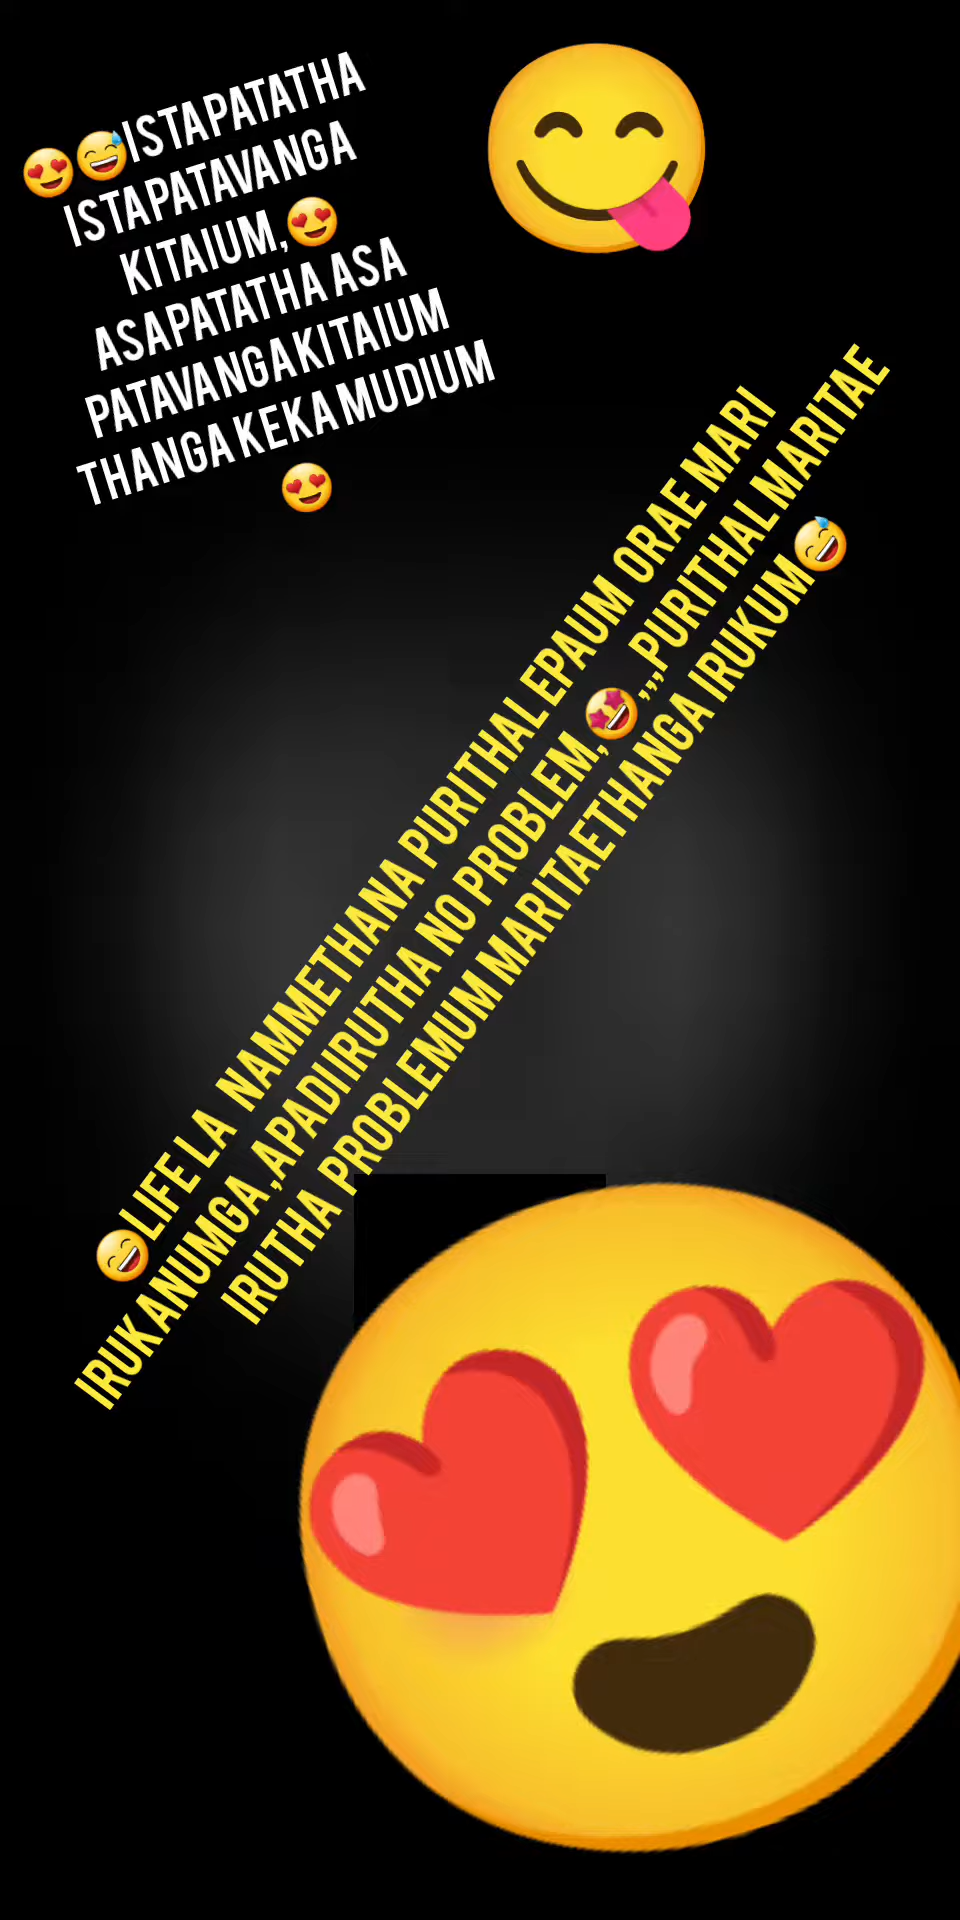 😍😅ISTAPATATHA
ISTAPATAVANGA
KITAIUM,😍
ASAPATATHA ASA
PATAVANGAKITAIUM
THANGA KEKA MUDIUM
😍
😅LIFE LA NAMMETHANA PURITHAL EPAUM ORAE MARI
IRUKANUMGA,APADIIRUTHA NO PROBLEM,🤩,,,PURITHAL MARITAE
IRUTHA PROBLEMUM MARITAETHANGA IRUKUM😅